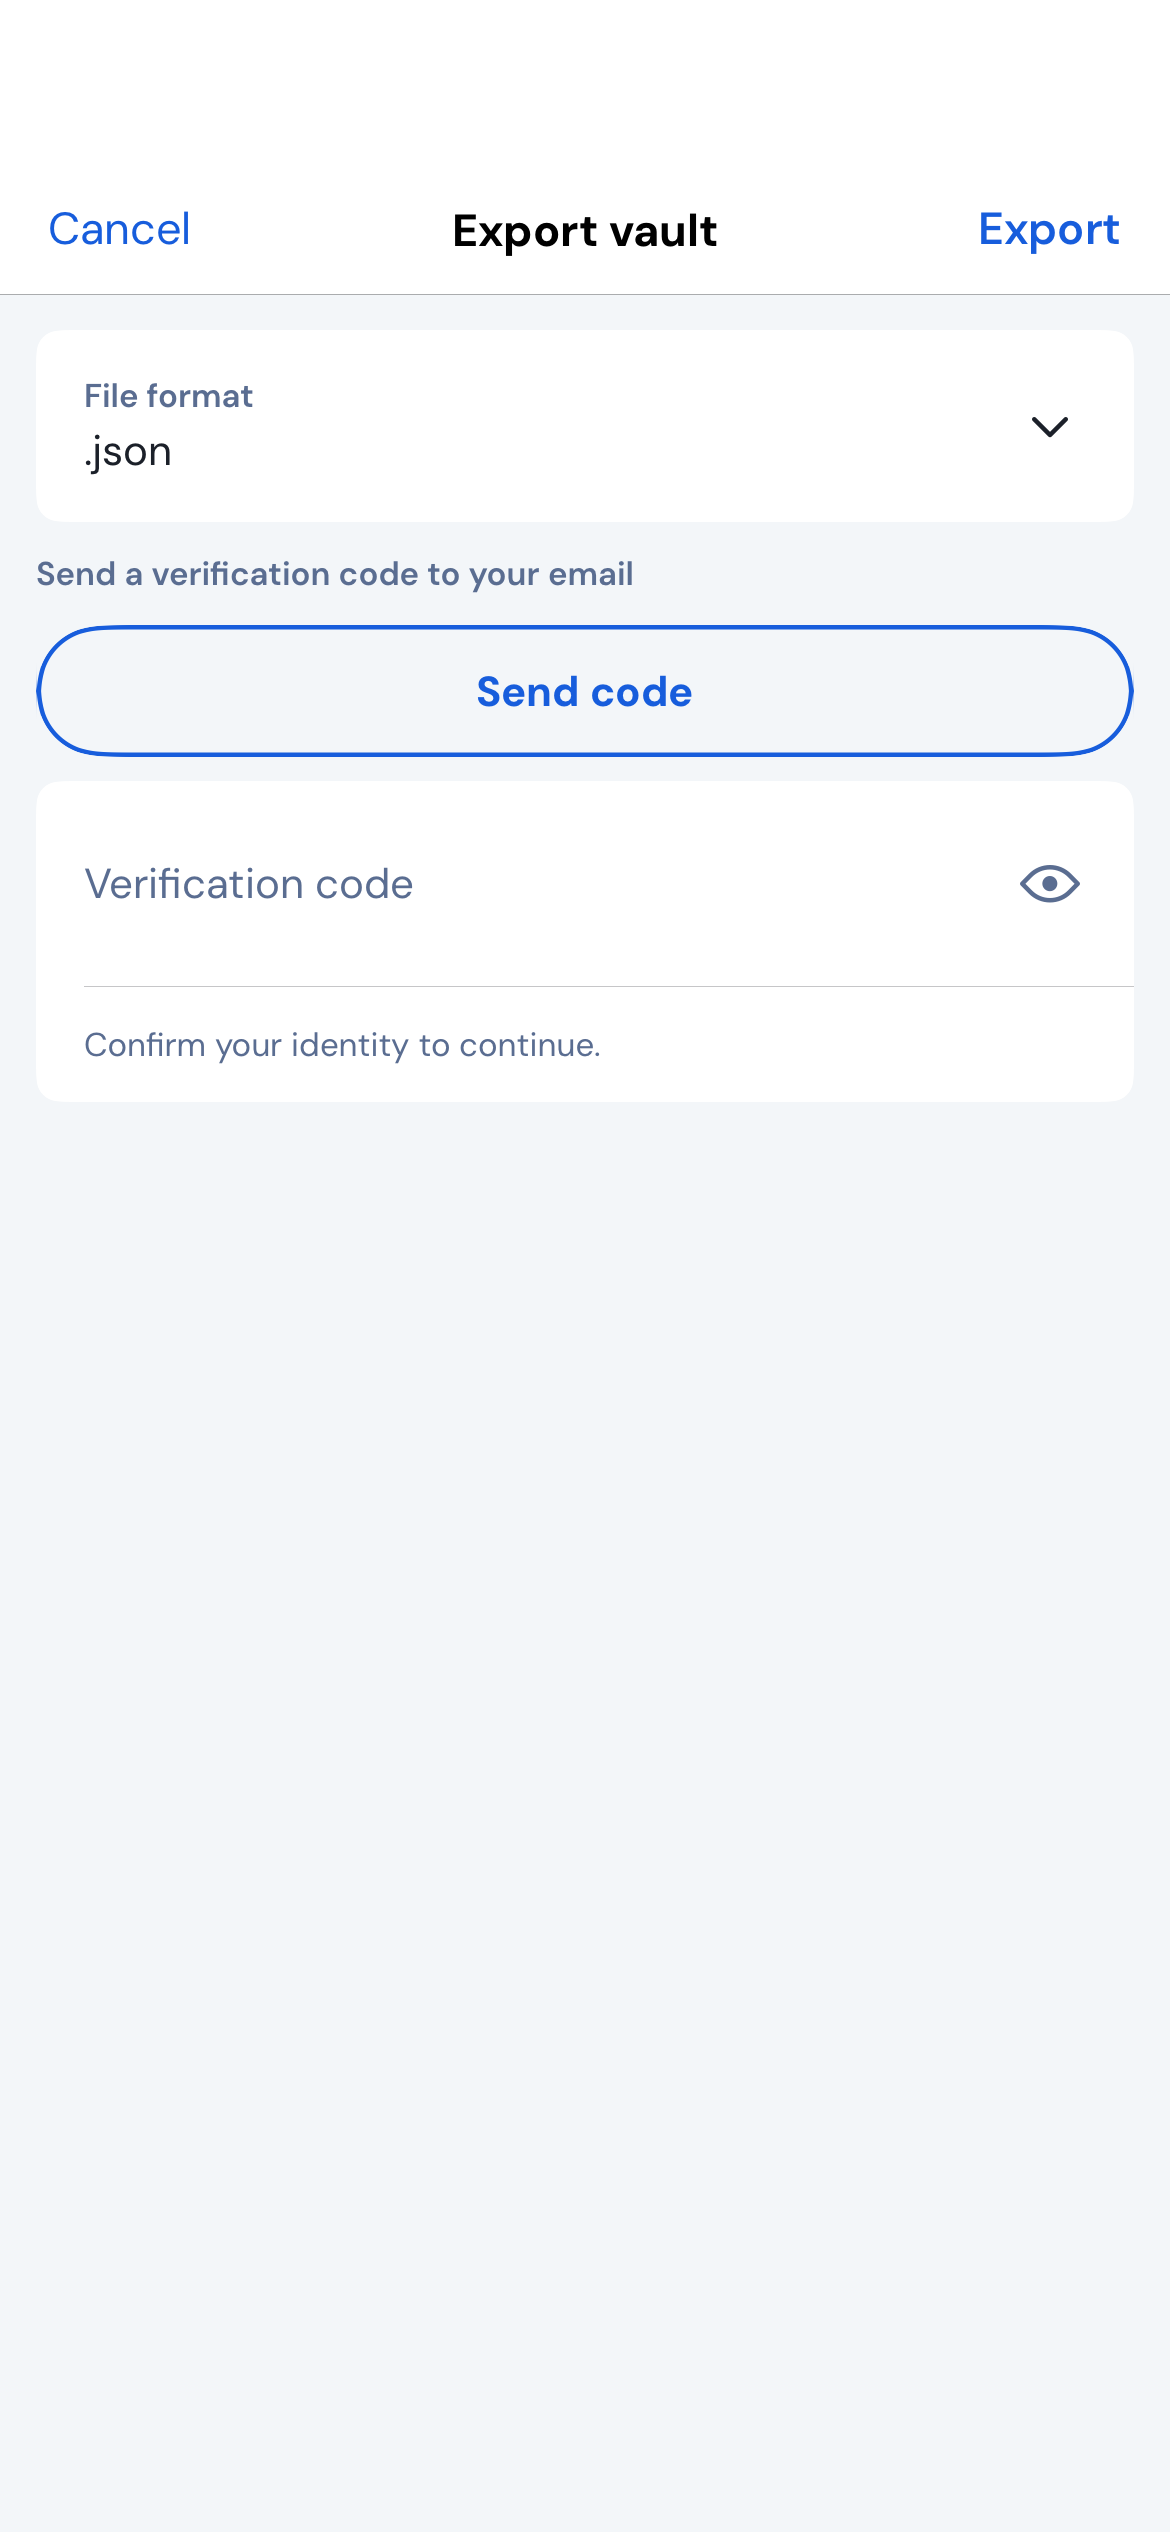 Cancel
Export vault
Export
File format
.json
Send a verification code to your email
Send code
Verification code
Confirm your identity to continue.